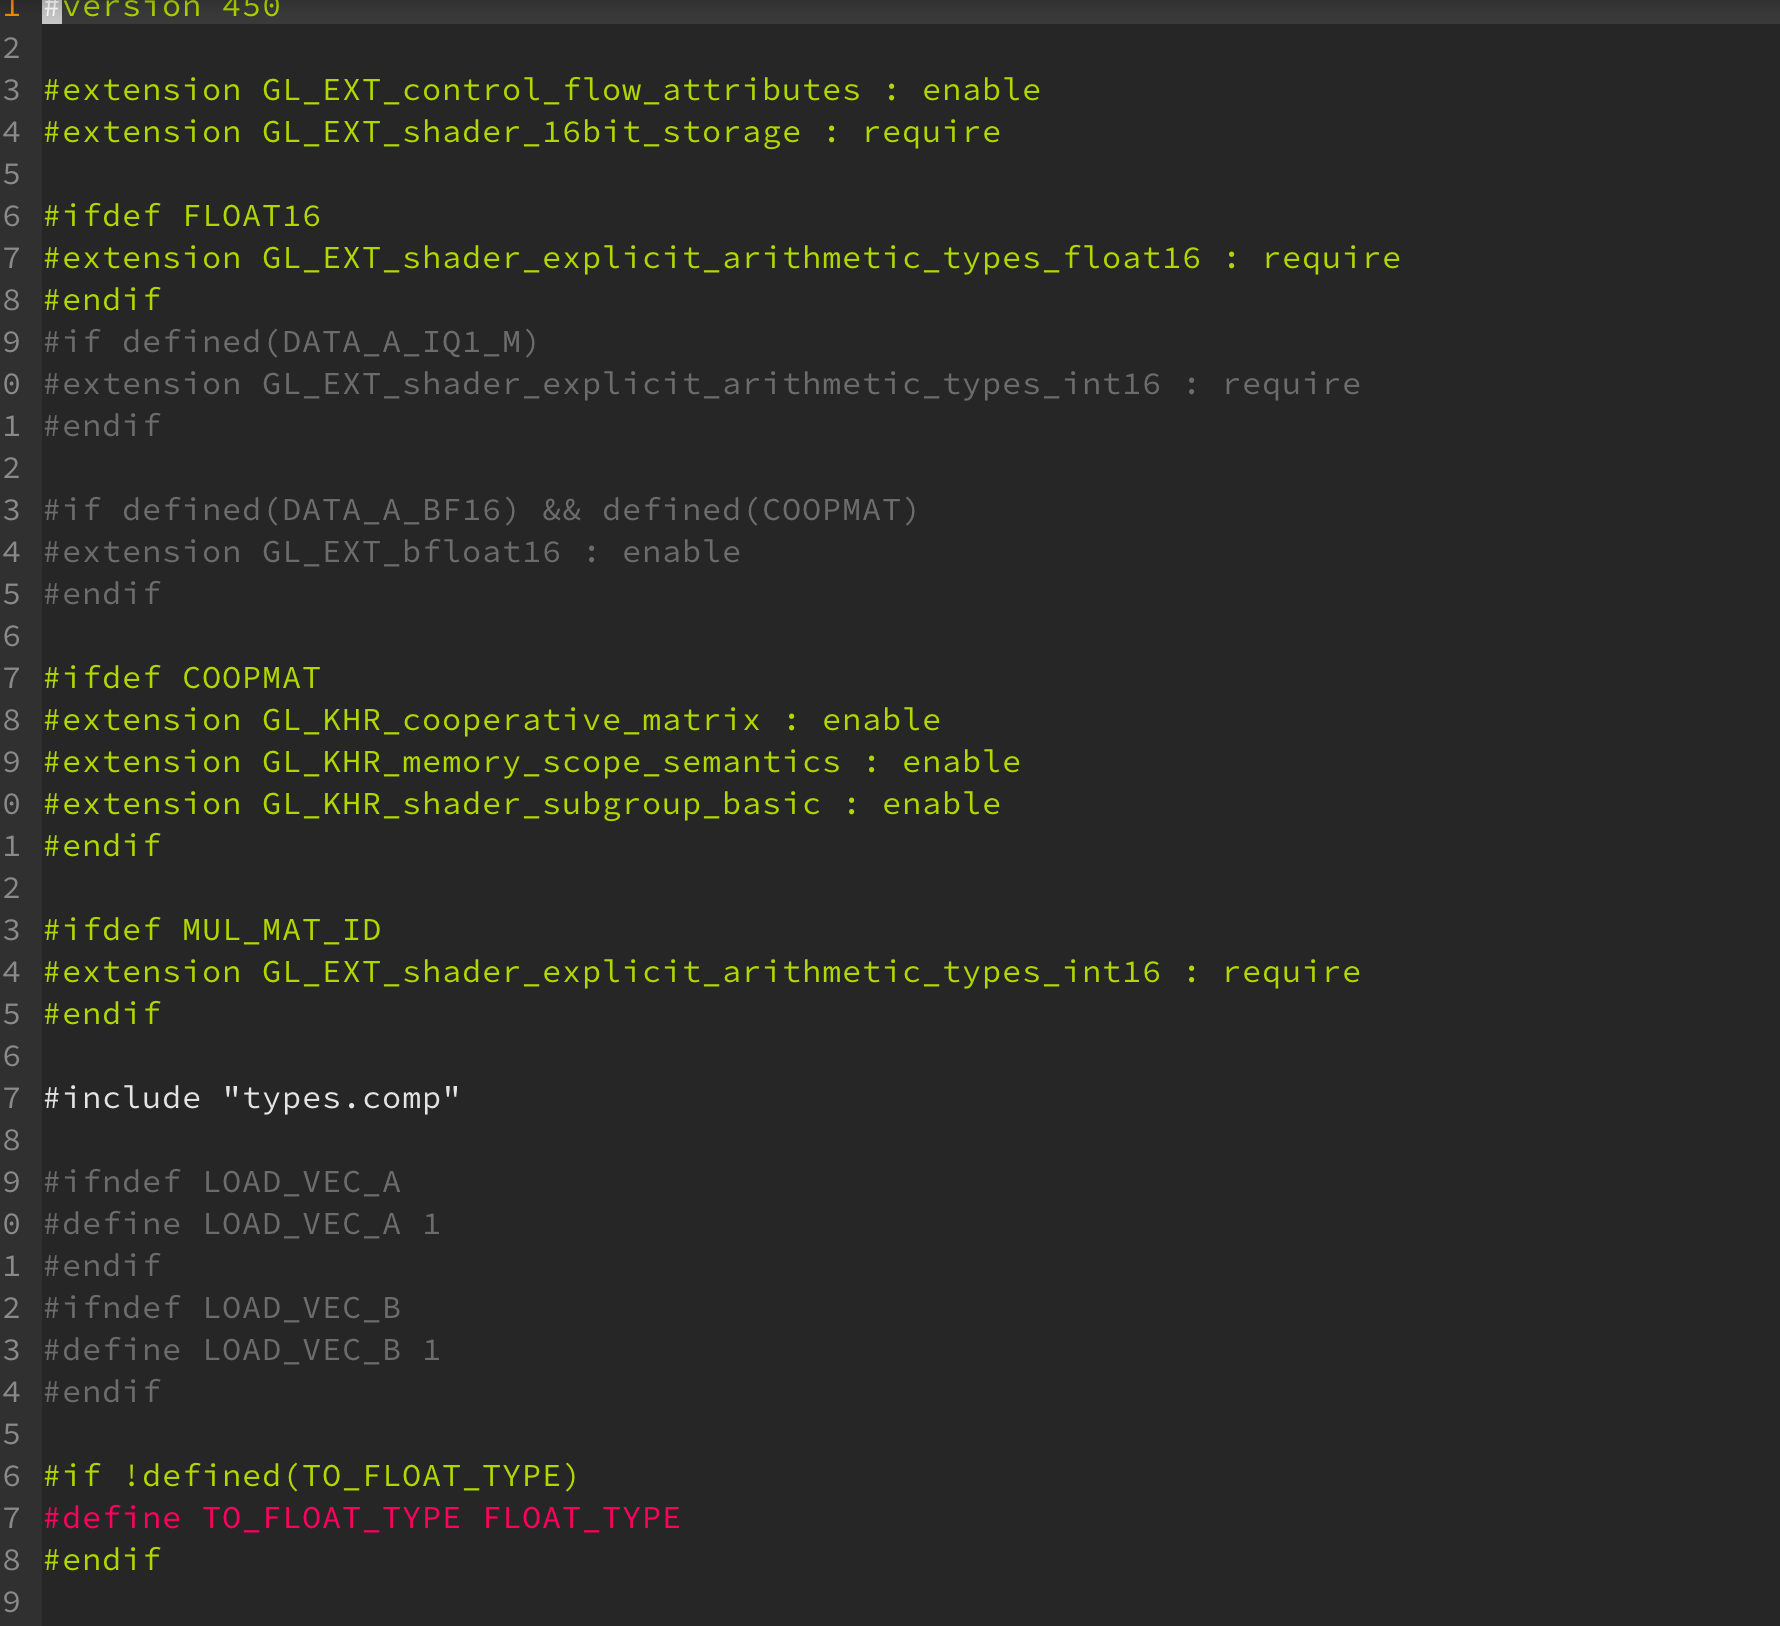 1 #version 450
2
3 #extension GL_EXT_control_flow_attributes : enable
4 #extension GL_EXT_shader_16bit_storage : require
5
6 #ifdef FLOAT16
7 #extension GL_EXT_shader_explicit_arithmetic_types_float16 : require
8 #endif
9 #if defined(DATA_A_IQ1_M)
0 #extension GL_EXT_shader_explicit_arithmetic_types_int16 : require
1 #endif
2
3 #if defined(DATA_A_BF16) && defined(COOPMAT)
4 #extension GL_EXT_bfloat16 : enable
5 #endif
6
7 #ifdef COOPMAT
8 #extension GL_KHR_cooperative_matrix : enable
9 #extension GL_KHR_memory_scope_semantics : enable
0 #extension GL_KHR_shader_subgroup_basic : enable
1 #endif
2
3 #ifdef MUL_MAT_ID
4 #extension GL_EXT_shader_explicit_arithmetic_types_int16 : require
5 #endif
6
7 #include "types.comp"
8
9 #ifndef LOAD_VEC_A
0 #define LOAD_VEC_A 1
1 #endif
2 #ifndef LOAD_VEC_B
3 #define LOAD_VEC_B 1
4 #endif
5
6 #if !defined(TO_FLOAT_TYPE)
7 #define TO_FLOAT_TYPE FLOAT_TYPE
8 #endif
9